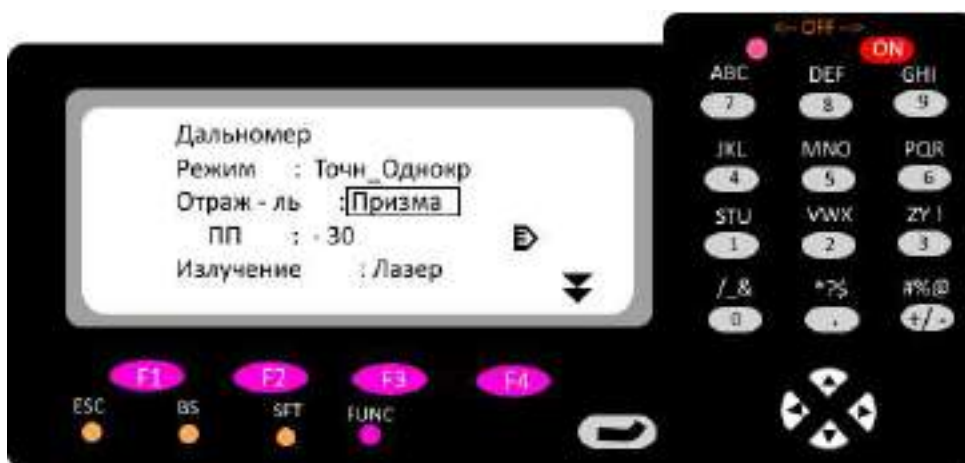 <-- OFF -->
ON
ABC DEF GHI
7 8 9
JKL MNO PQR
4 5 6
STU VWX ZY !
1 2 3
/_& *?$ #%@
0 . +/-
Дальномер
Режим : Точн_Однокр
Отраж - ль : Призма
ПП : - 30
Излучение : Лазер
F1 F2 F3 F4
ESC BS SFT FUNC